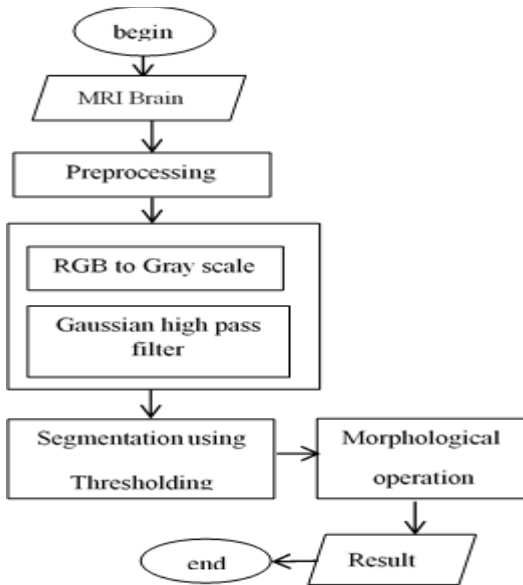 begin
MRI Brain
Preprocessing
RGB to Gray scale
Gaussian high pass
filter
Segmentation using
Thresholding
Morphological
operation
Result
end